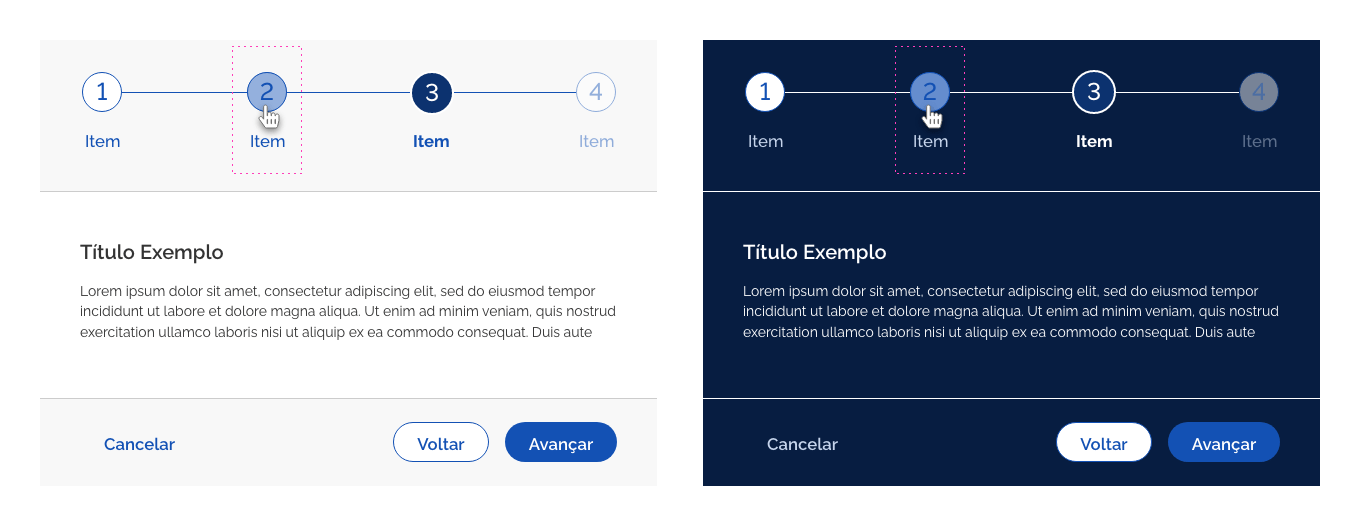 1 2 3 4
Item Item Item Item
Título Exemplo
Lorem ipsum dolor sit amet, consectetur adipiscing elit, sed do eiusmod tempor
incididunt ut labore et dolore magna aliqua. Ut enim ad minim veniam, quis nostrud
exercitation ullamco laboris nisi ut aliquip ex ea commodo consequat. Duis aute
Cancelar Voltar Avançar
1 2 3 4
Item Item Item Item
Título Exemplo
Lorem ipsum dolor sit amet, consectetur adipiscing elit, sed do eiusmod tempor
incididunt ut labore et dolore magna aliqua. Ut enim ad minim veniam, quis nostrud
exercitation ullamco laboris nisi ut aliquip ex ea commodo consequat. Duis aute
Cancelar Voltar Avançar